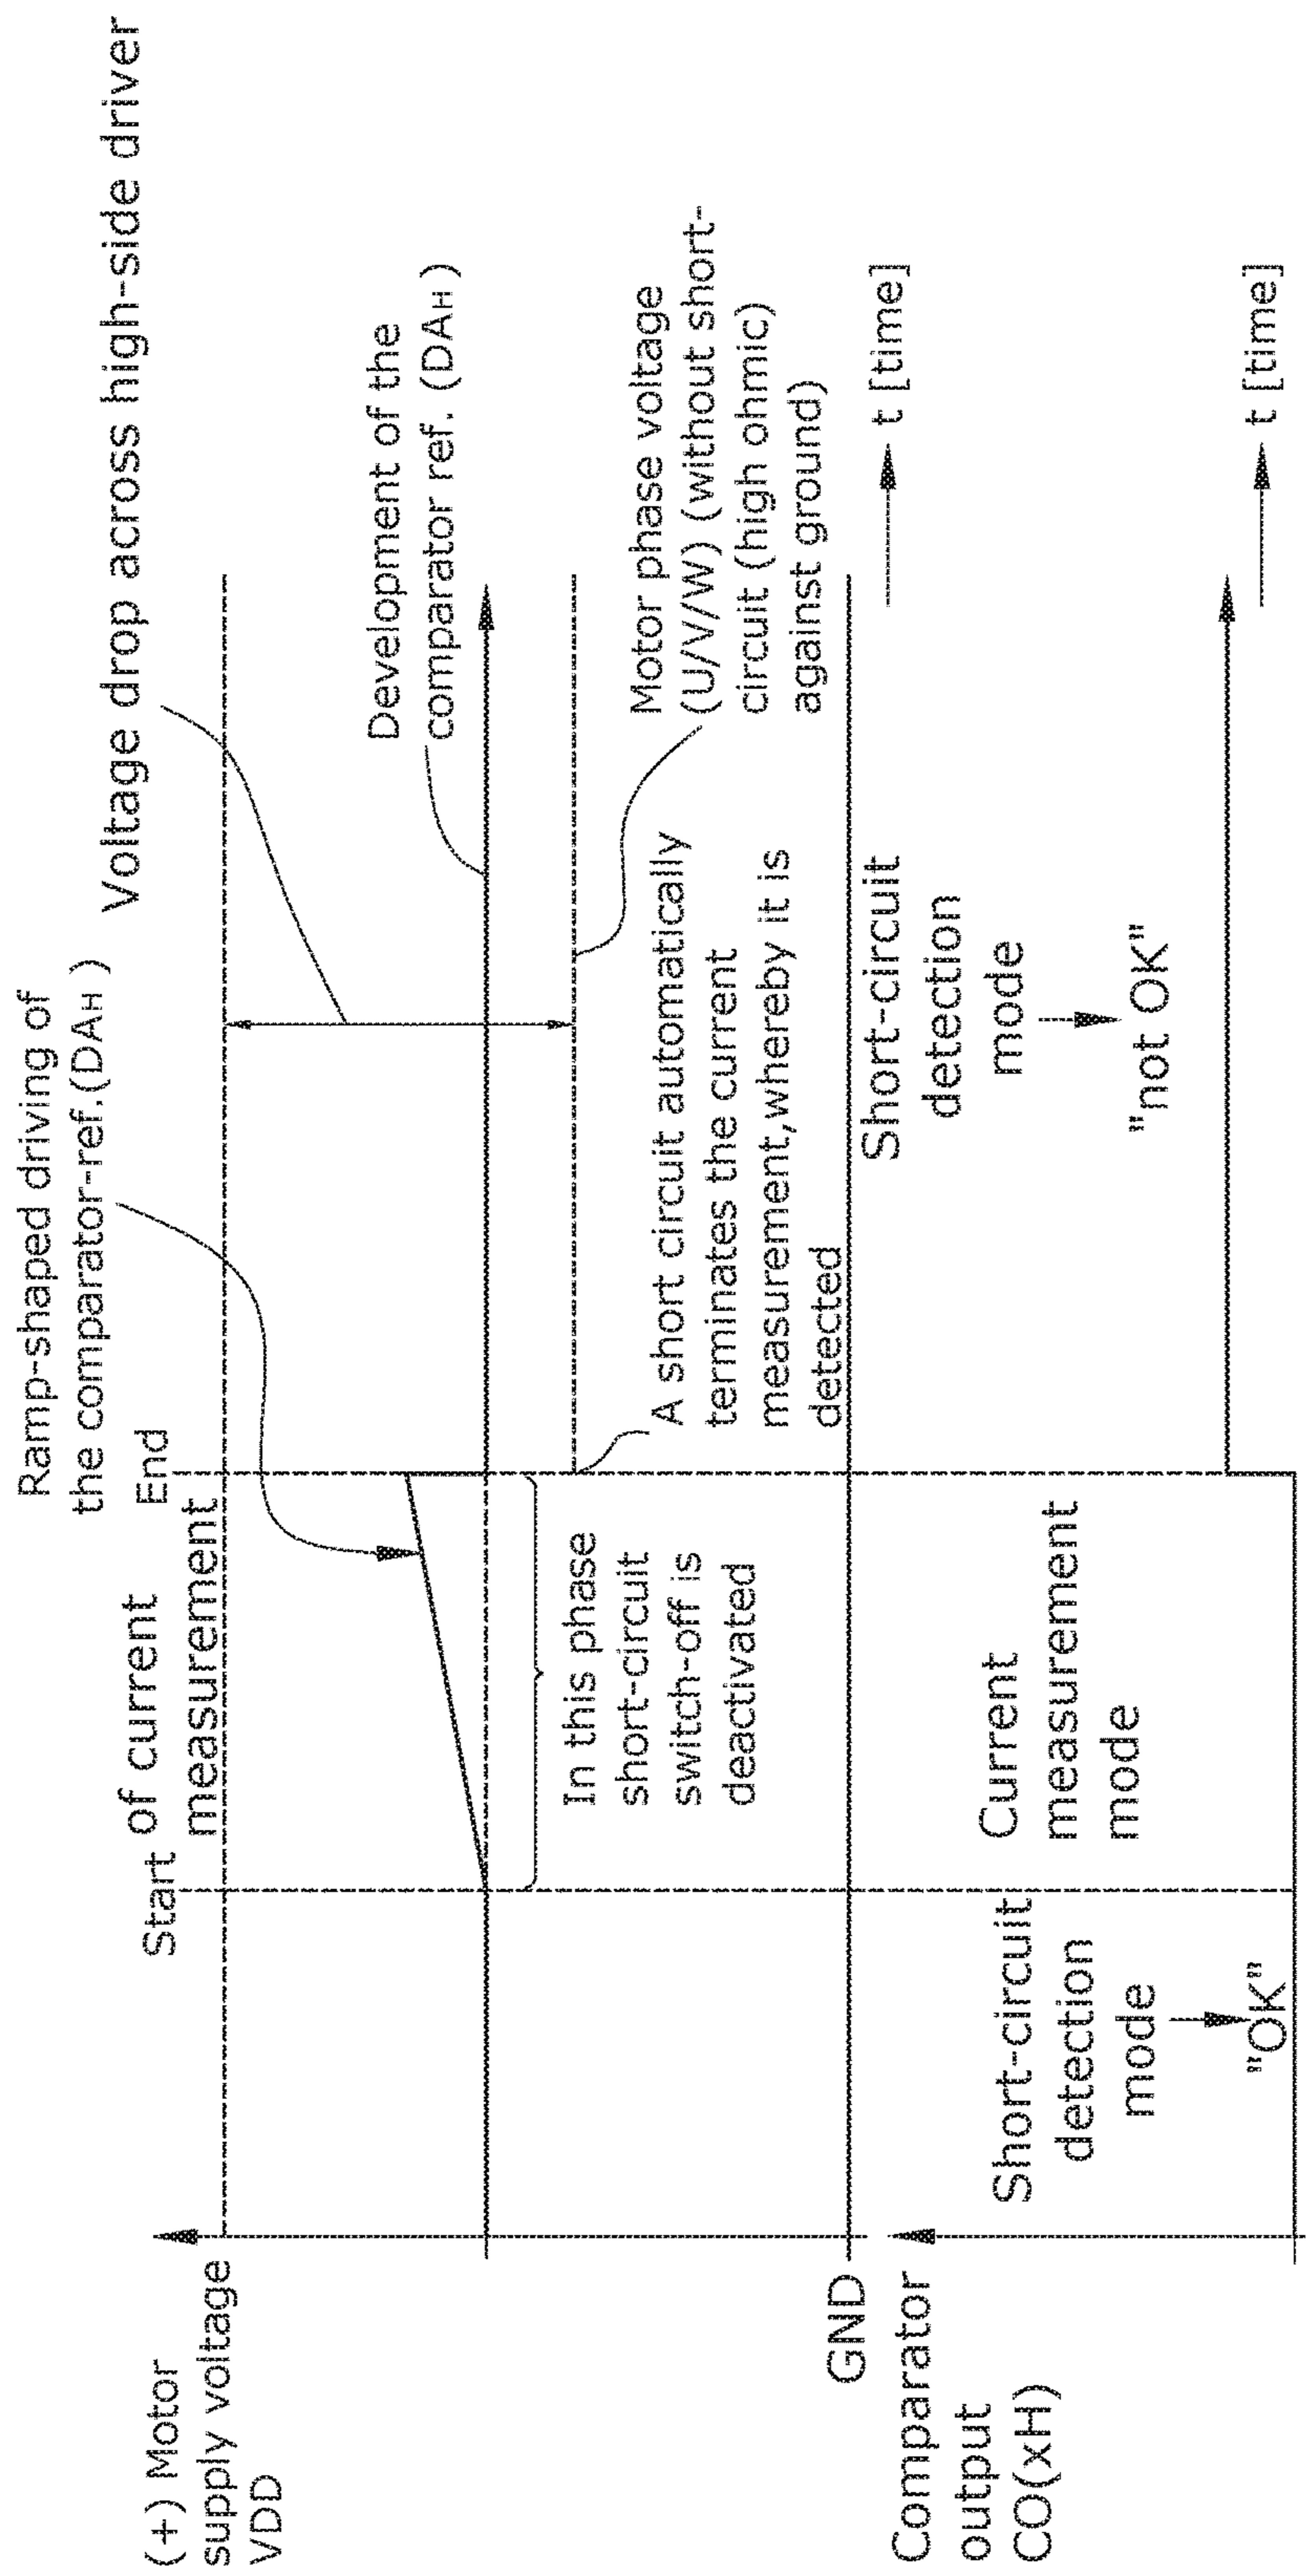 Ramp-shaped driving of
the comparator-ref.(DAH )
Voltage drop across high-side driver
Start
of current
measurement
End
(+) Motor
supply voltage
VDD
Development of the
comparator ref. (DAH )
In this phase
short-circuit
switch-off is
deactivated
Motor phase voltage
(U/V/W) (without short-
circuit (high ohmic)
against ground)
A short circuit automatically
terminates the current
measurement,whereby it is
detected
GND
t [time]
Comparator
output
CO(xH)
Short-circuit
detection
mode
"OK"
Current
measurement
mode
Short-circuit
detection
mode
"not OK"
t [time]